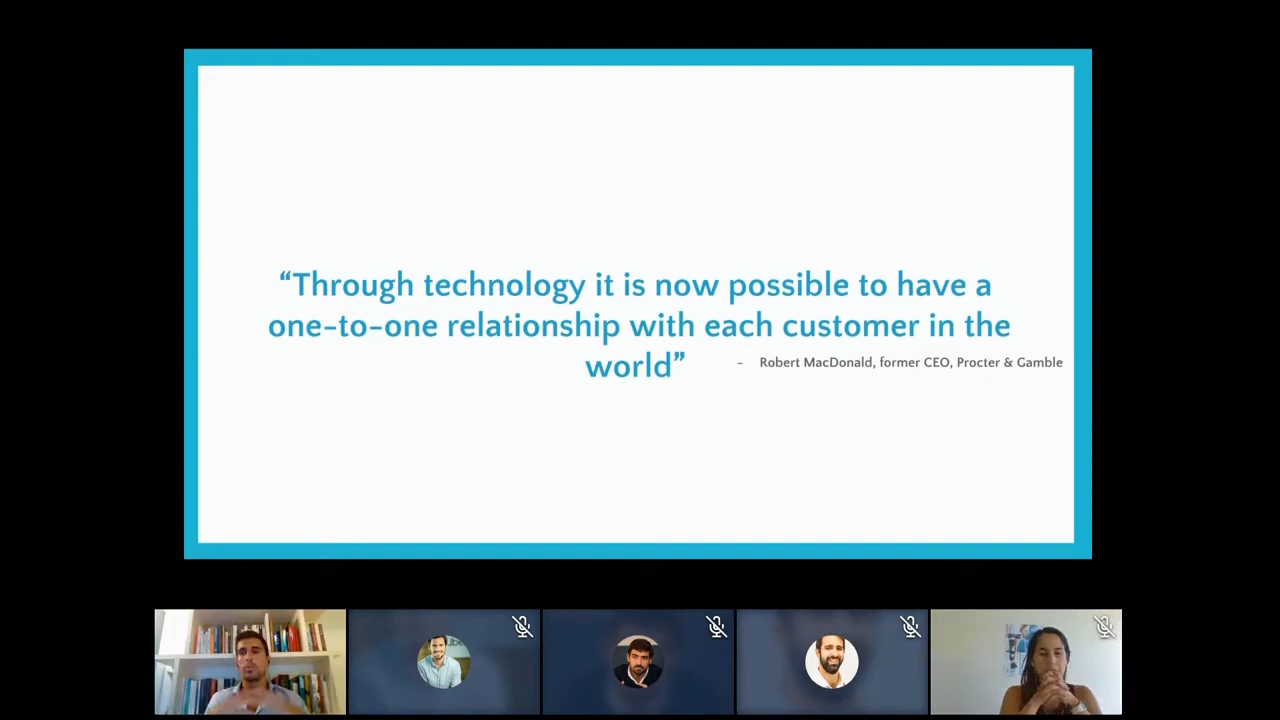 “Through technology it is now possible to have a
one-to-one relationship with each customer in the
world”
- Robert MacDonald, former CEO, Procter & Gamble